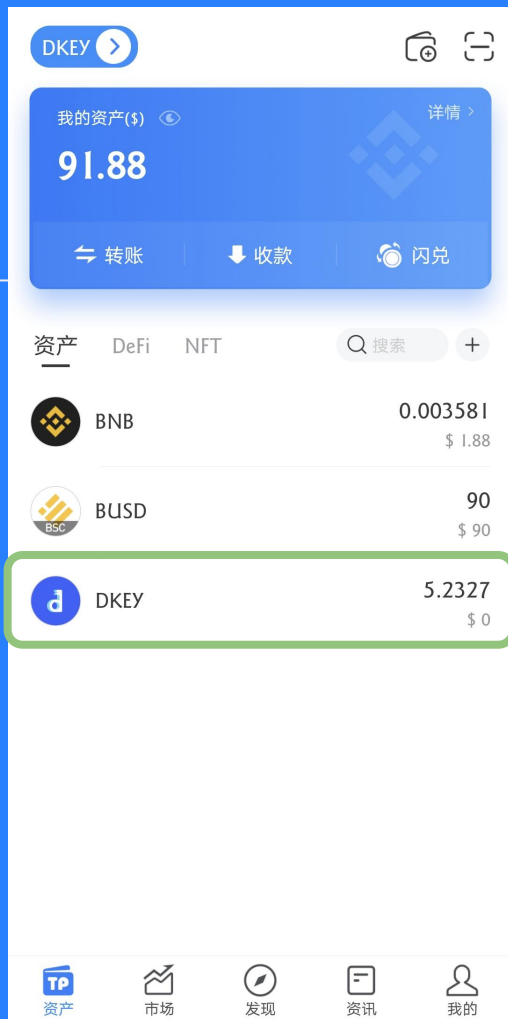 DKEY
我的资产($)
详情 >
91.88
转账 收款 闪兑
资产 DeFi NFT 搜索 +
BNB 0.003581
$ 1.88
BUSD 90
BSC $ 90
d DKEY 5.2327
$ 0
TP
资产 市场 发现 资讯 我的